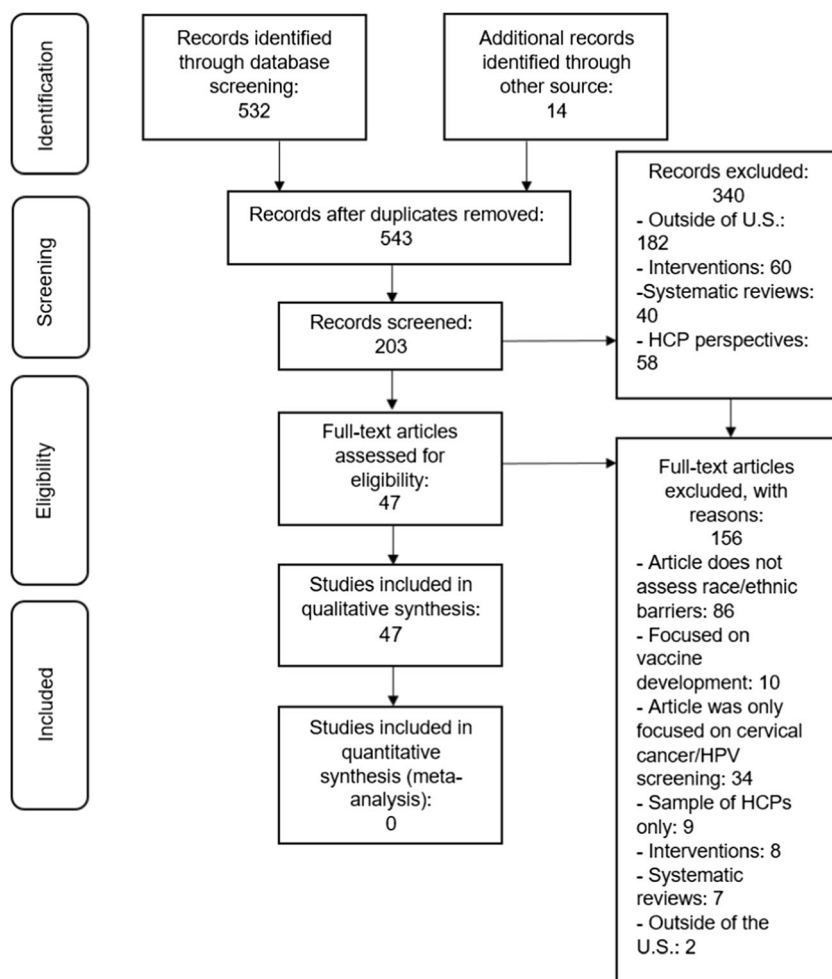 Identification
Records identified
through database
screening:
532
Additional records
identified through
other source:
14
Screening
Records after duplicates removed:
543
Records excluded:
340
- Outside of U.S.:
182
- Interventions: 60
-Systematic reviews:
40
- HCP perspectives:
58
Records screened:
203
Eligibility
Full-text articles
assessed for
eligibility:
47
Full-text articles
excluded, with
reasons:
156
- Article does not
assess race/ethnic
barriers: 86
- Focused on
vaccine
development: 10
- Article was only
focused on cervical
cancer/HPV
screening: 34
- Sample of HCPs
only: 9
- Interventions: 8
- Systematic
reviews: 7
- Outside of the
U.S.: 2
Included
Studies included in
qualitative synthesis:
47
Studies included in
quantitative
synthesis (meta-
analysis):
0